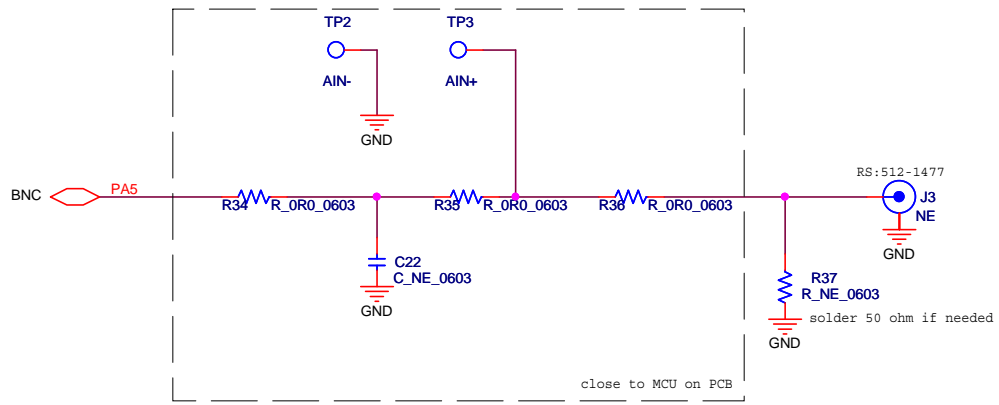 TP2
TP3
AIN-
AIN+
GND
BNC
PA5
RS:512-1477
R34
R_0R0_0603
R35
R_0R0_0603
R36
R_0R0_0603
J3
NE
GND
C22
C_NE_0603
GND
R37
R_NE_0603
solder 50 ohm if needed
GND
close to MCU on PCB